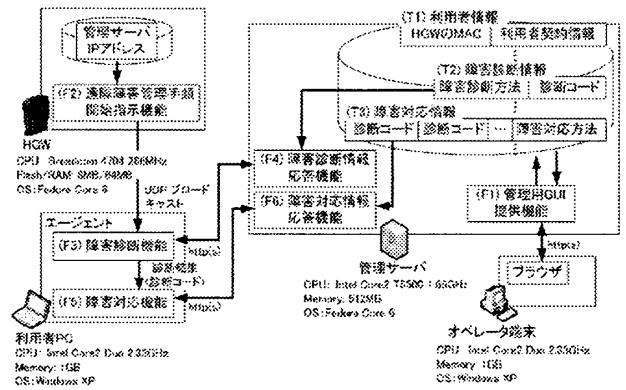 管理サーバ
IPアドレス
(F2) 遠隔障害管理手順
開始指示機能
HGW
CPU: Broadcom 4704 266MHz
Flash/RAM: 8MB/64MB
OS: Fedora Core 6
UDP ブロード
キャスト
エージェント
(F3) 障害診断機能
診断結果
(診断コード)
(F5) 障害対応機能
http(s)
http(s)
利用者PC
CPU: Intel Core2 Duo 2.33GHz
Memory: 1GB
OS: Windows XP
(T1) 利用者情報
HGWのMAC
利用者契約情報
(T2) 障害診断情報
障害診断方法
診断コード
(T3) 障害対応情報
診断コード
診断コード
…
障害対応方法
(F4) 障害診断情報
応答機能
(F6) 障害対応情報
応答機能
(F1) 管理用GUI
提供機能
http(s)
管理サーバ
CPU: Intel Core2 T5500 1.66GHz
Memory: 512MB
OS: Fedora Core 6
ブラウザ
オペレータ端末
CPU: Intel Core2 Duo 2.33GHz
Memory: 1GB
OS: Windows XP